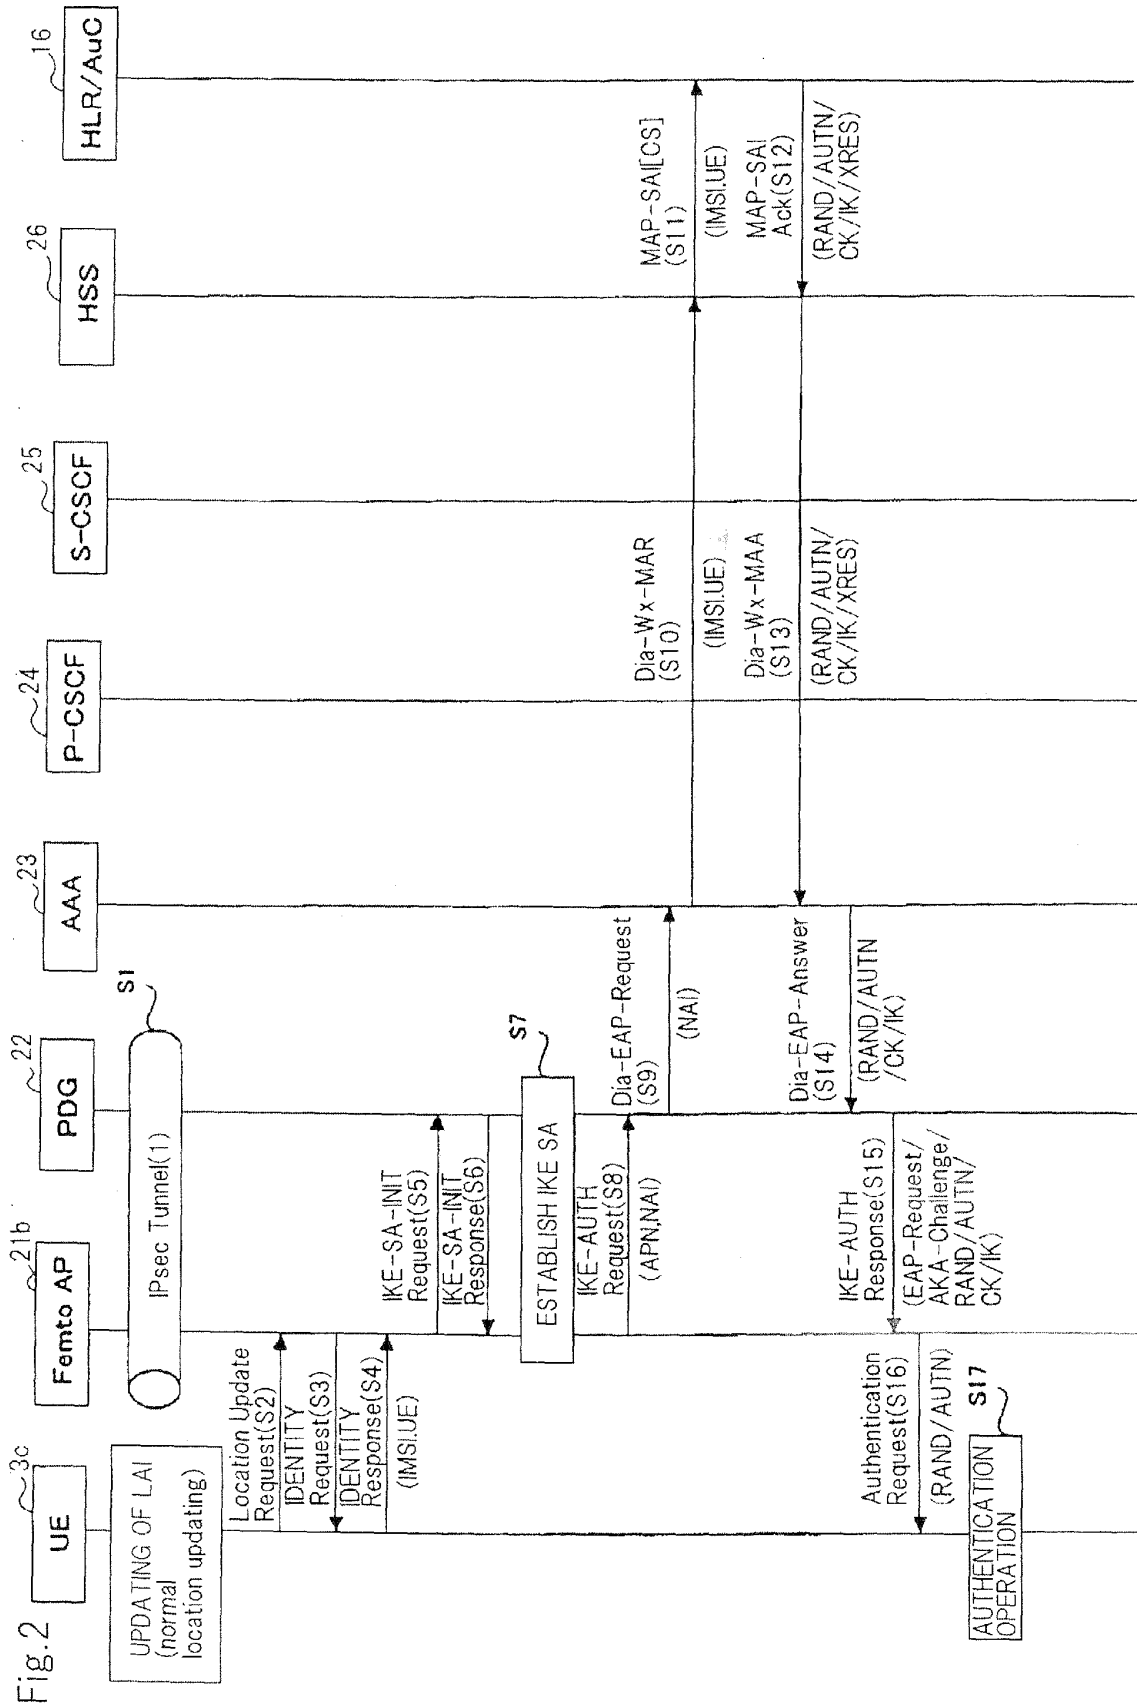 Fig.2
3c
UE
21b
Femto AP
22
PDG
23
AAA
24
P-CSCF
25
S-CSCF
26
HSS
16
HLR/AuC
UPDATING OF LAI
(normal
location updating)
IPsec Tunnel(1)
S1
Location Update
Request(S2)
IDENTITY
Request(S3)
IDENTITY
Response(S4)
(IMSI.UE)
IKE-SA-INIT
Request(S5)
IKE-SA-INIT
Response(S6)
ESTABLISH IKE SA
S7
IKE-AUTH
Request(S8)
(APN,NAI)
Dia-EAP-Request
(S9)
(NAI)
Dia-Wx-MAR
(S10)
(IMSI.UE)
MAP-SAI[CS]
(S11)
(IMSI.UE)
MAP-SAI
Ack(S12)
(RAND/AUTN/
CK/IK/XRES)
Dia-Wx-MAA
(S13)
(RAND/AUTN/
CK/IK/XRES)
Dia-EAP-Answer
(S14)
(RAND/AUTN
/CK/IK)
IKE-AUTH
Response(S15)
(EAP-Request/
AKA-Challenge/
RAND/AUTN/
CK/IK)
Authentication
Request(S16)
(RAND/AUTN)
AUTHENTICATION
OPERATION
S17